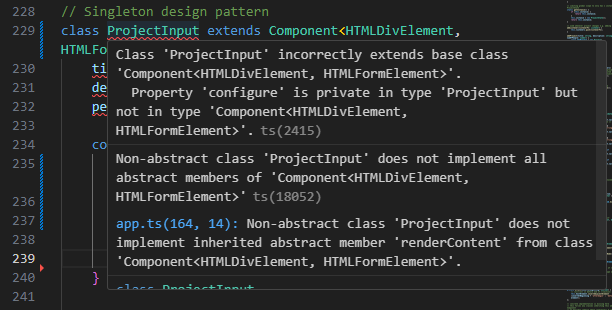 228 // Singleton design pattern
229 class ProjectInput extends Component<HTMLDivElement,
HTMLFo
Class 'ProjectInput' incorrectly extends base class
'Component<HTMLDivElement, HTMLFormElement>'.
Property 'configure' is private in type 'ProjectInput' but
not in type 'Component<HTMLDivElement,
HTMLFormElement>'. ts(2415)
Non-abstract class 'ProjectInput' does not implement all
abstract members of 'Component<HTMLDivElement,
HTMLFormElement>' ts(18052)
app.ts(164, 14): Non-abstract class 'ProjectInput' does not
implement inherited abstract member 'renderContent' from class
'Component<HTMLDivElement, HTMLFormElement>'.
class ProjectInput
230 ti
231 de
232 pe
233
234 co
235
236
237
238
239
240 }
241